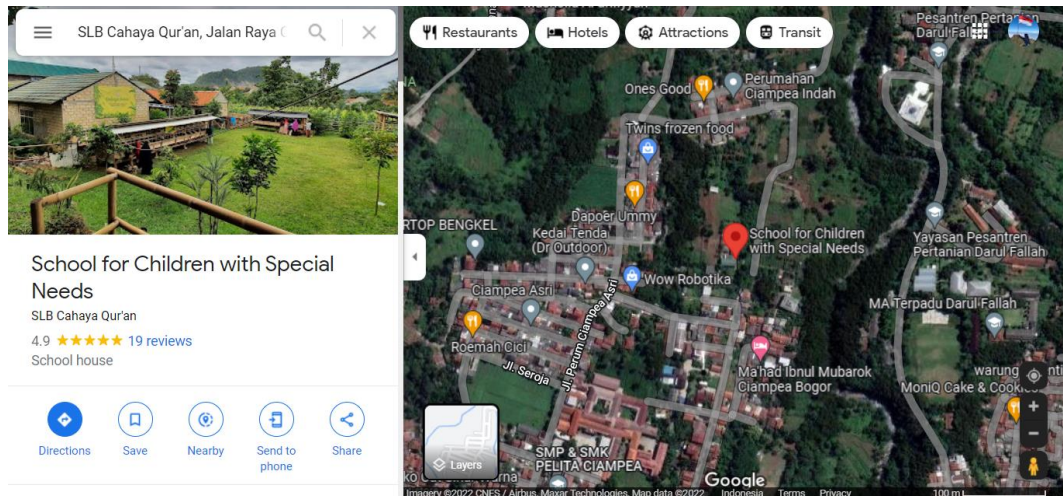 SLB Cahaya Qur'an, Jalan Raya
School for Children with Special
Needs
SLB Cahaya Qur'an
4.9
19 reviews
School house
Directions
Save
Nearby
Send to
phone
Share
Restaurants
Hotels
Attractions
Transit
Pesantren Pertanian
Darul Fallah
Ones Good
Perumahan
Ciampea Indah
Twins frozen food
Dapoer Ummy
RTOP BENGKEL
Kedai Tenda
(Dr Outdoor)
School for Children
with Special Needs
Yayasan Pesantren
Pertanian Darul Fallah
Wow Robotika
Ciampea Asri
MA Terpadu Darul Fallah
Roemah Cici
Jl. Seroja
Jl. Perum Ciampea Asri
Ma'had Ibnul Mubarok
Ciampea Bogor
warung
MoniQ Cake & Cookies
Layers
SMP & SMK
PELITA CIAMPEA
Google
Imagery ©2022 CNES / Airbus, Maxar Technologies, Map data ©2022
Indonesia
Terms
Privacy
100 m